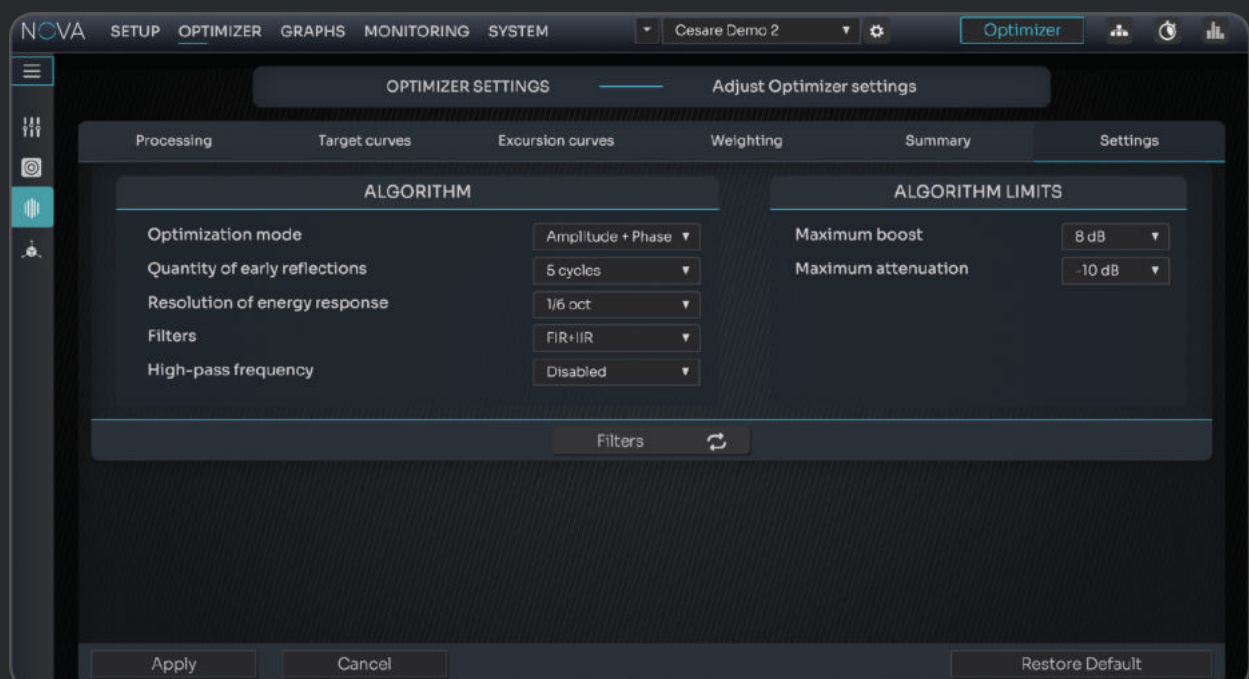 NOVA SETUP OPTIMIZER GRAPHS MONITORING SYSTEM Cesare Demo 2 Optimizer
OPTIMIZER SETTINGS Adjust Optimizer settings
Processing Target curves Excursion curves Weighting Summary Settings
ALGORITHM
Optimization mode Amplitude + Phase
Quantity of early reflections 5 cycles
Resolution of energy response 1/6 oct
Filters FIR+IIR
High-pass frequency Disabled
ALGORITHM LIMITS
Maximum boost 8 dB
Maximum attenuation -10 dB
Filters
Apply Cancel Restore Default